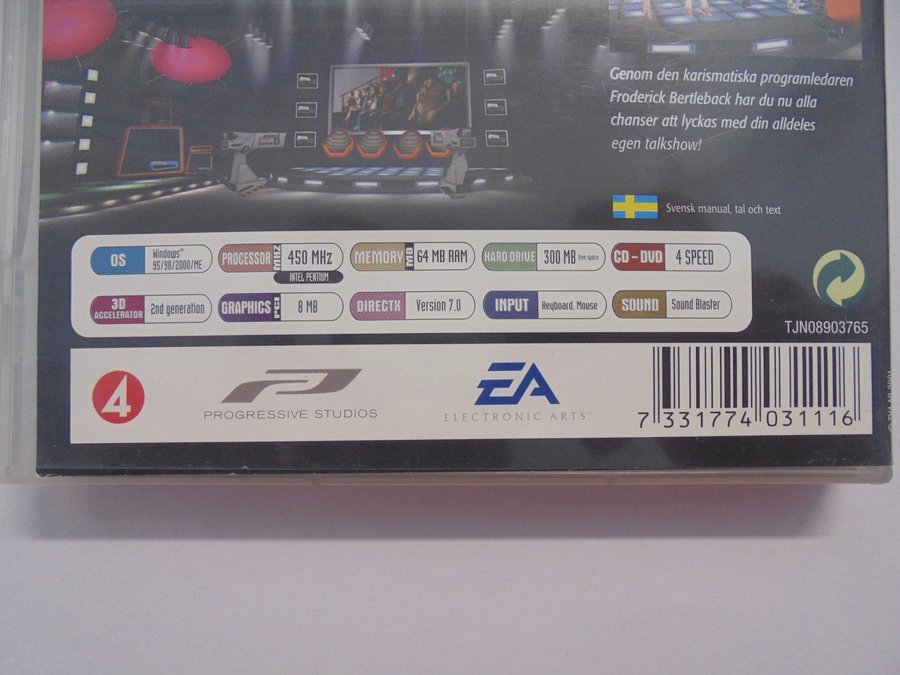 Genom den karismatiska programledaren
Froderick Bertleback har du nu alla
chanser att lyckas med din alldeles
egen talkshow!
Svensk manual, tal och text
OS Windows® 95/98/2000/ME
PROCESSOR MHZ 450 MHz INTEL PENTIUM
MEMORY MB 64 MB RAM
HARD DRIVE 300 MB free space
CD-DVD 4 SPEED
3D ACCELERATOR 2nd generation
GRAPHICS PCI 8 MB
DIRECTX Version 7.0
INPUT Keyboard, Mouse
SOUND Sound Blaster
TJN08903765
4
PROGRESSIVE STUDIOS
EA
ELECTRONIC ARTS™
7 331774 031116